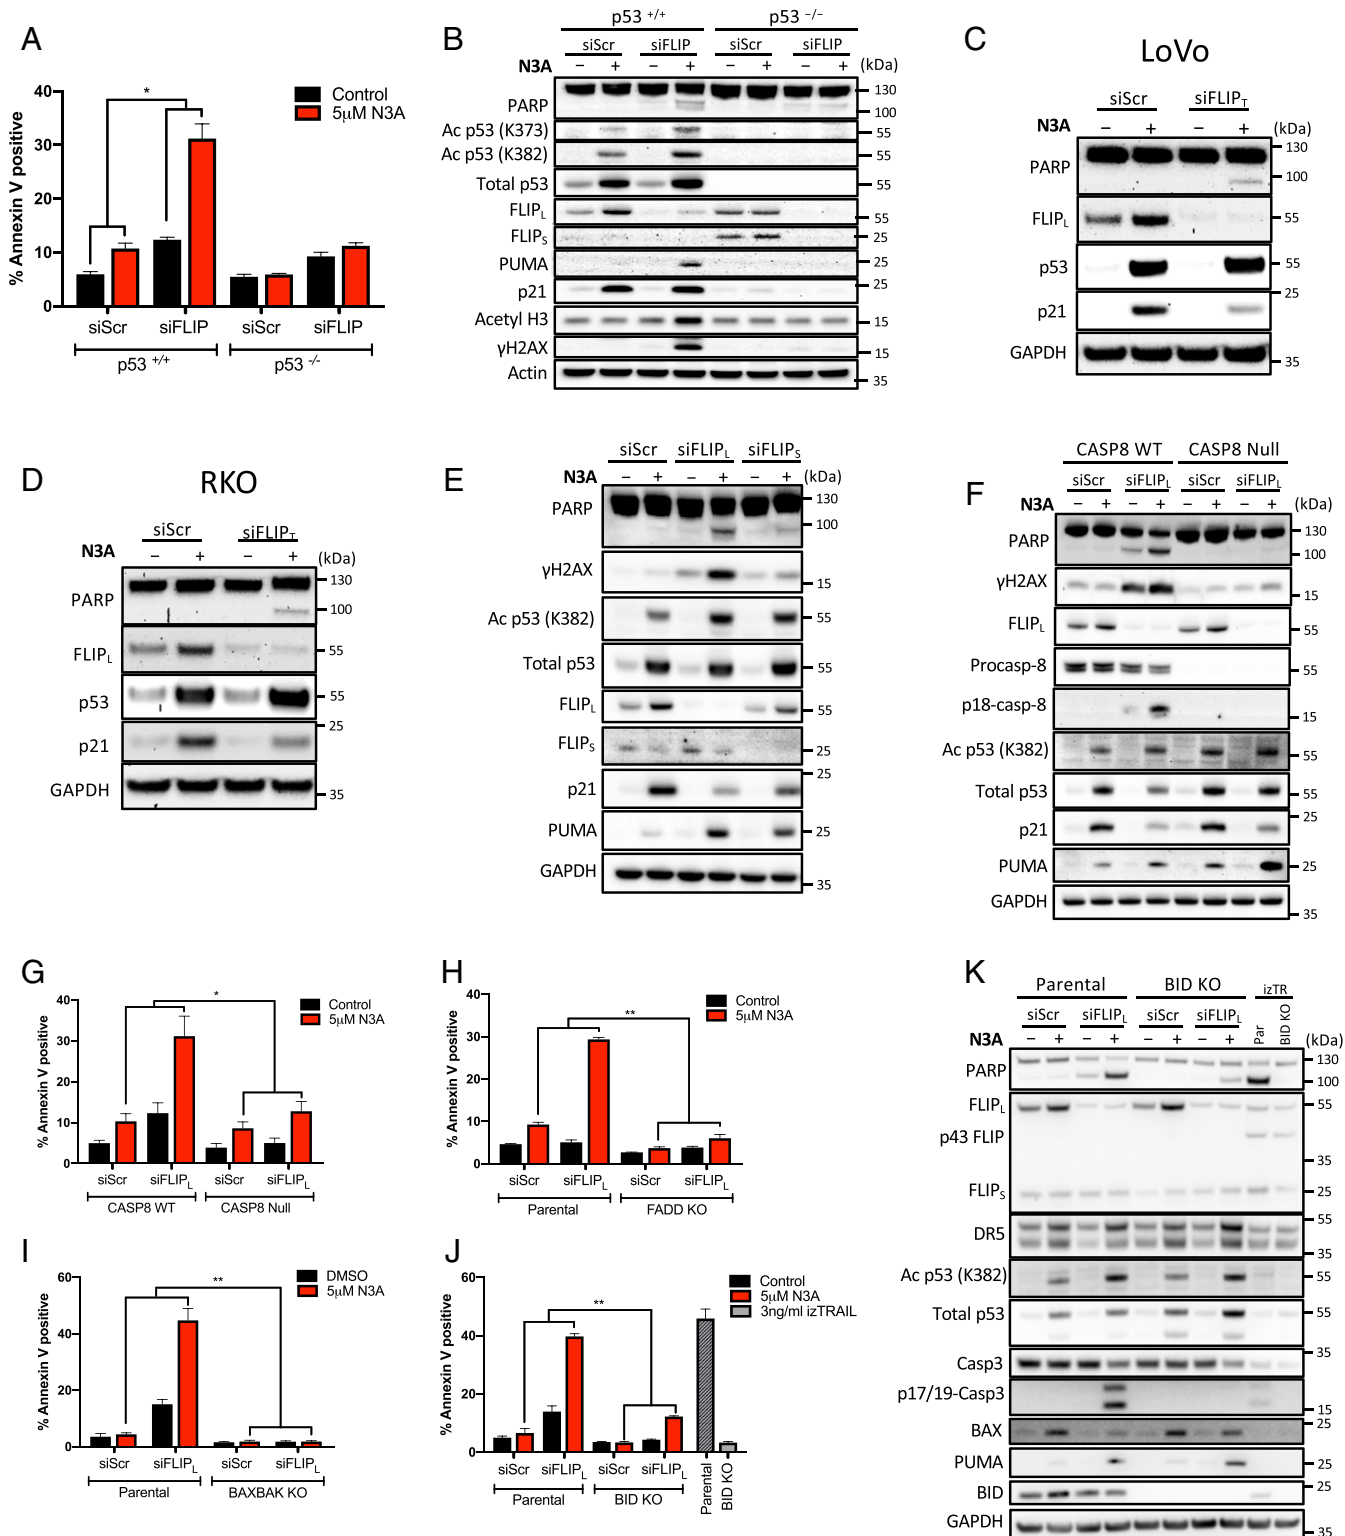 A
% Annexin V positive
40
30
20
10
0
*
Control
5µM N3A
siScr siFLIP siScr siFLIP
p53 +/+ p53 -/-
B
p53 +/+ p53 −/−
siScr siFLIP siScr siFLIP
N3A − + − + − + − + (kDa)
PARP 130
100
Ac p53 (K373) 55
Ac p53 (K382) 55
Total p53 55
FLIPL 55
FLIPS 25
PUMA 25
p21 25
Acetyl H3 15
γH2AX 15
Actin 35
C
LoVo
siScr siFLIPT
N3A − + − + (kDa)
PARP 130
100
FLIPL 55
p53 55
p21 25
GAPDH 35
D
RKO
siScr siFLIPT
N3A − + − + (kDa)
PARP 130
100
FLIPL 55
p53 55
p21 25
GAPDH 35
E
siScr siFLIPL siFLIPS
N3A − + − + − + (kDa)
PARP 130
100
γH2AX 15
Ac p53 (K382) 55
Total p53 55
FLIPL 55
FLIPS 25
p21 25
PUMA 25
GAPDH 35
F
CASP8 WT CASP8 Null
siScr siFLIPL siScr siFLIPL
N3A − + − + − + − + (kDa)
PARP 130
100
γH2AX 15
FLIPL 55
Procasp-8
p18-casp-8 15
Ac p53 (K382) 55
Total p53 55
p21 25
PUMA 25
GAPDH 35
G
% Annexin V positive
40
30
20
10
0
*
Control
5µM N3A
siScr siFLIPL siScr siFLIPL
CASP8 WT CASP8 Null
H
% Annexin V positive
40
30
20
10
0
**
Control
5µM N3A
siScr siFLIPL siScr siFLIPL
Parental FADD KO
I
% Annexin V positive
60
40
20
0
**
DMSO
5µM N3A
siScr siFLIPL siScr siFLIPL
Parental BAXBAK KO
J
% Annexin V positive
60
40
20
0
**
Control
5µM N3A
3ng/ml izTRAIL
siScr siFLIPL siScr siFLIPL
Parental BID KO
Parental
BID KO
K
Parental BID KO izTR
siScr siFLIPL siScr siFLIPL Par BID KO
N3A − + − + − + − + (kDa)
PARP 130
100
FLIPL 55
p43 FLIP
35
FLIPS 25
DR5 55
35
Ac p53 (K382) 55
Total p53 55
Casp3 35
p17/19-Casp3 15
BAX 25
PUMA 25
BID 25
GAPDH 35